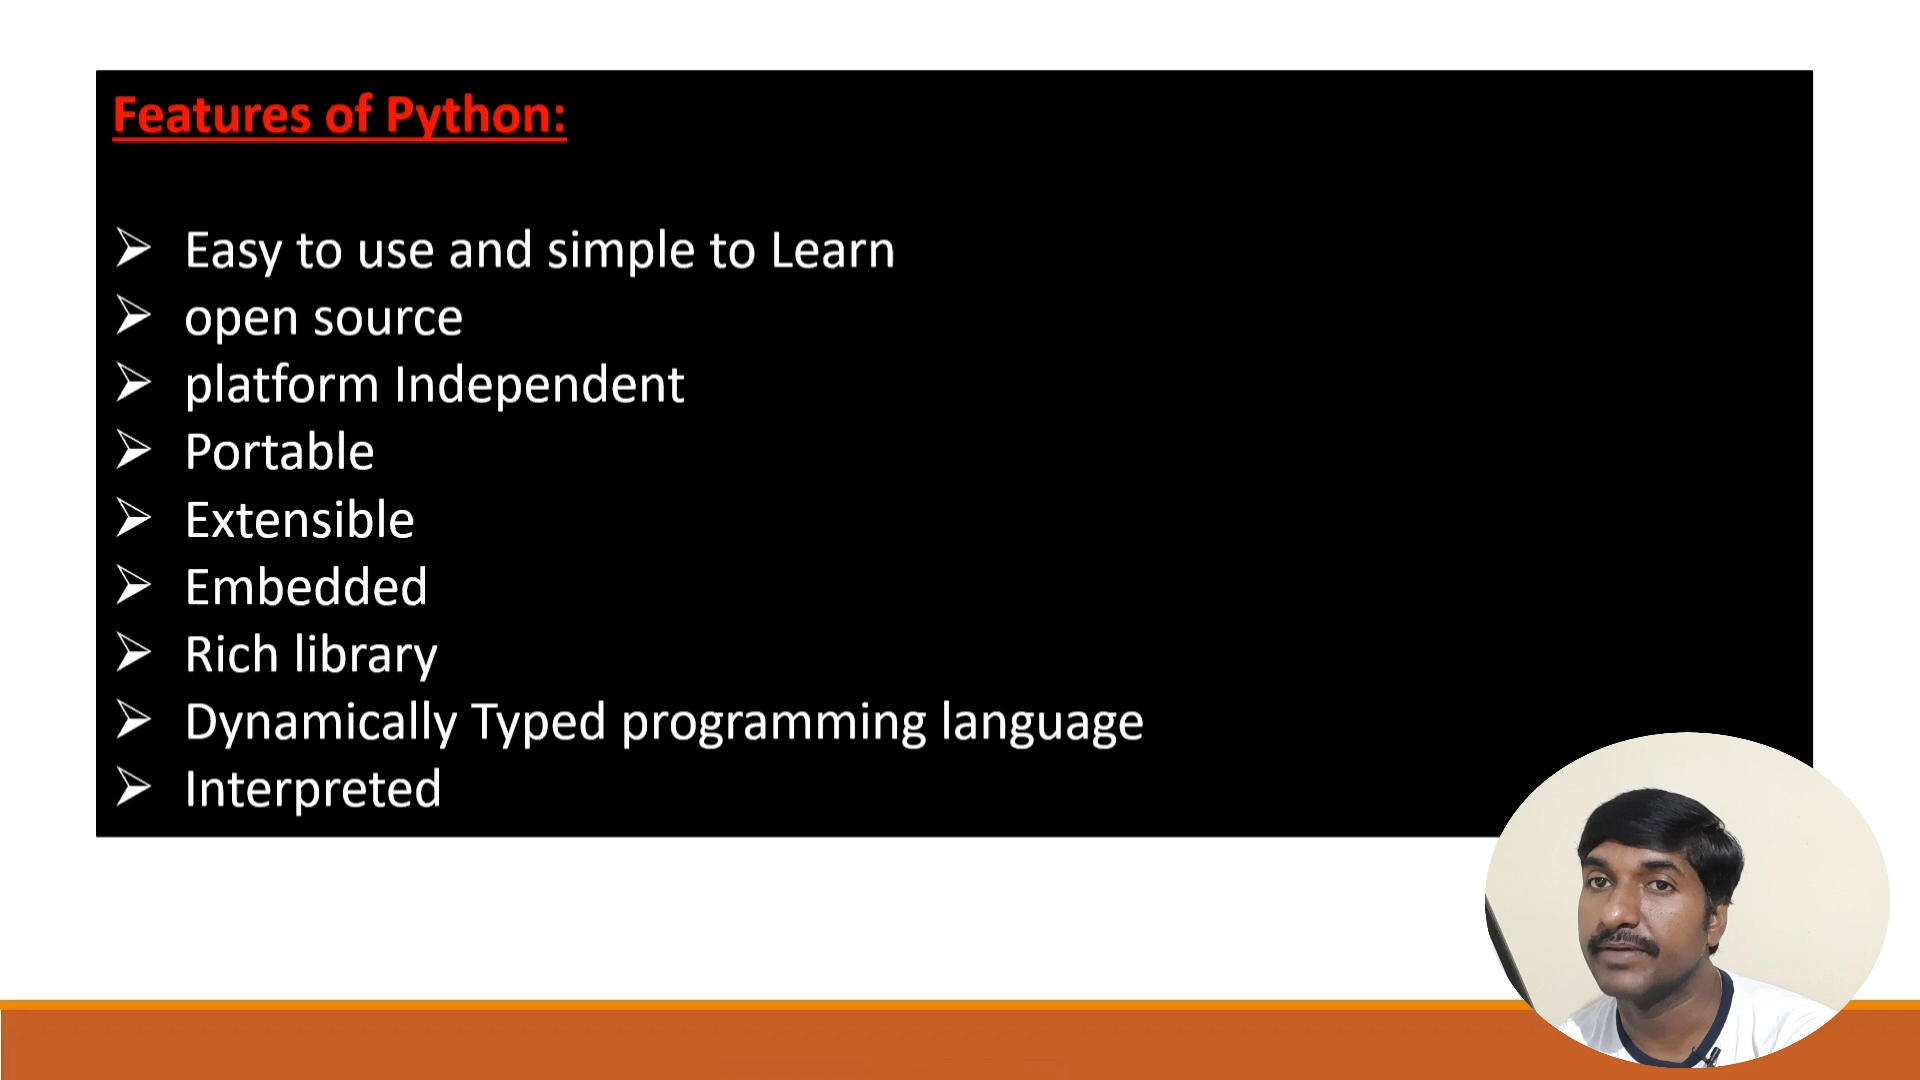 Features of Python:
Easy to use and simple to Learn
open source
platform Independent
Portable
Extensible
Embedded
Rich library
Dynamically Typed programming language
Interpreted